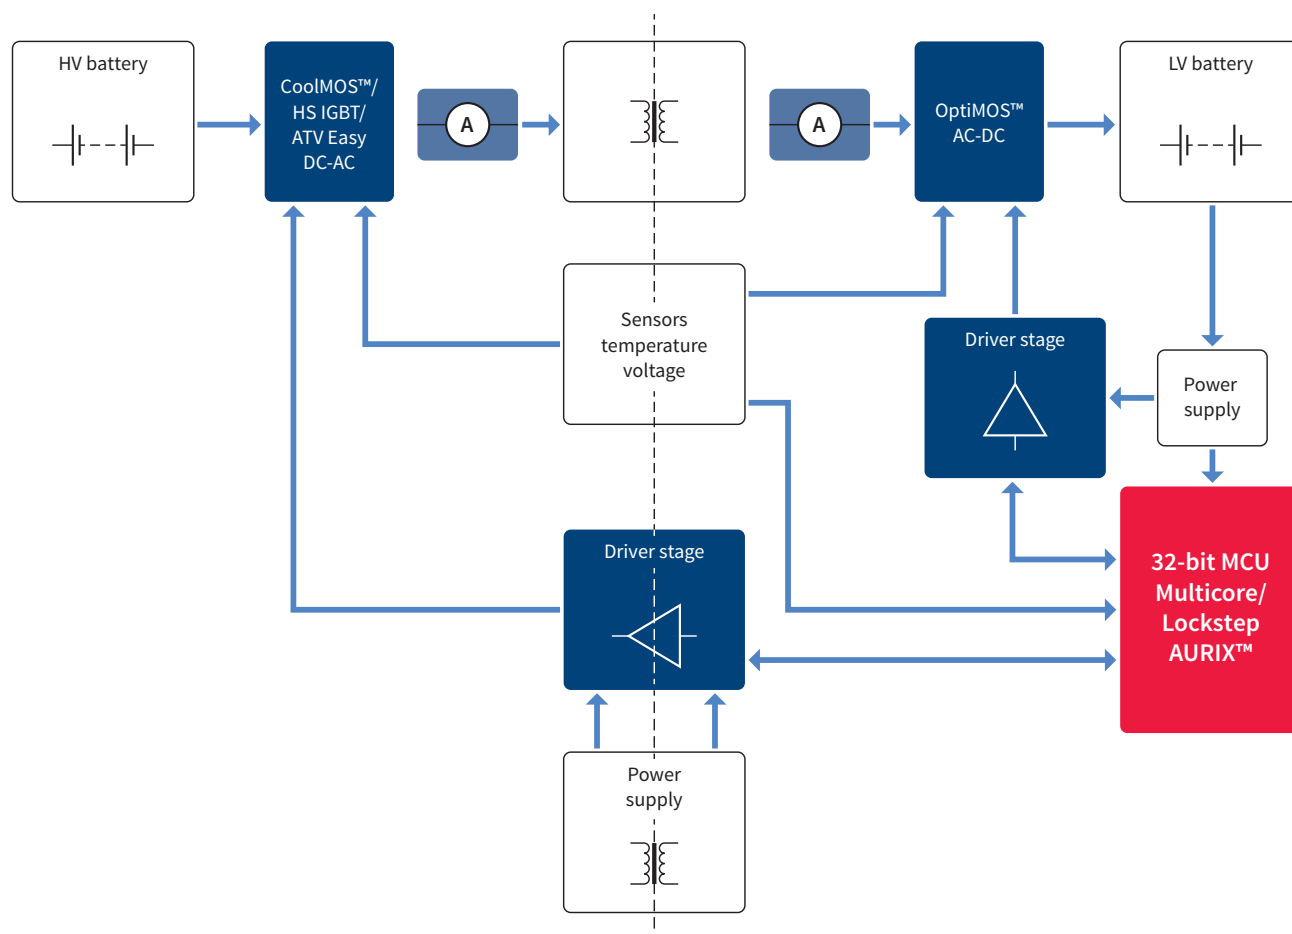 HV battery
CoolMOS™/
HS IGBT/
ATV Easy
DC-AC
A
A
OptiMOS™
AC-DC
LV battery
Sensors
temperature
voltage
Driver stage
Power
supply
Driver stage
32-bit MCU
Multicore/
Lockstep
AURIX™
Power
supply